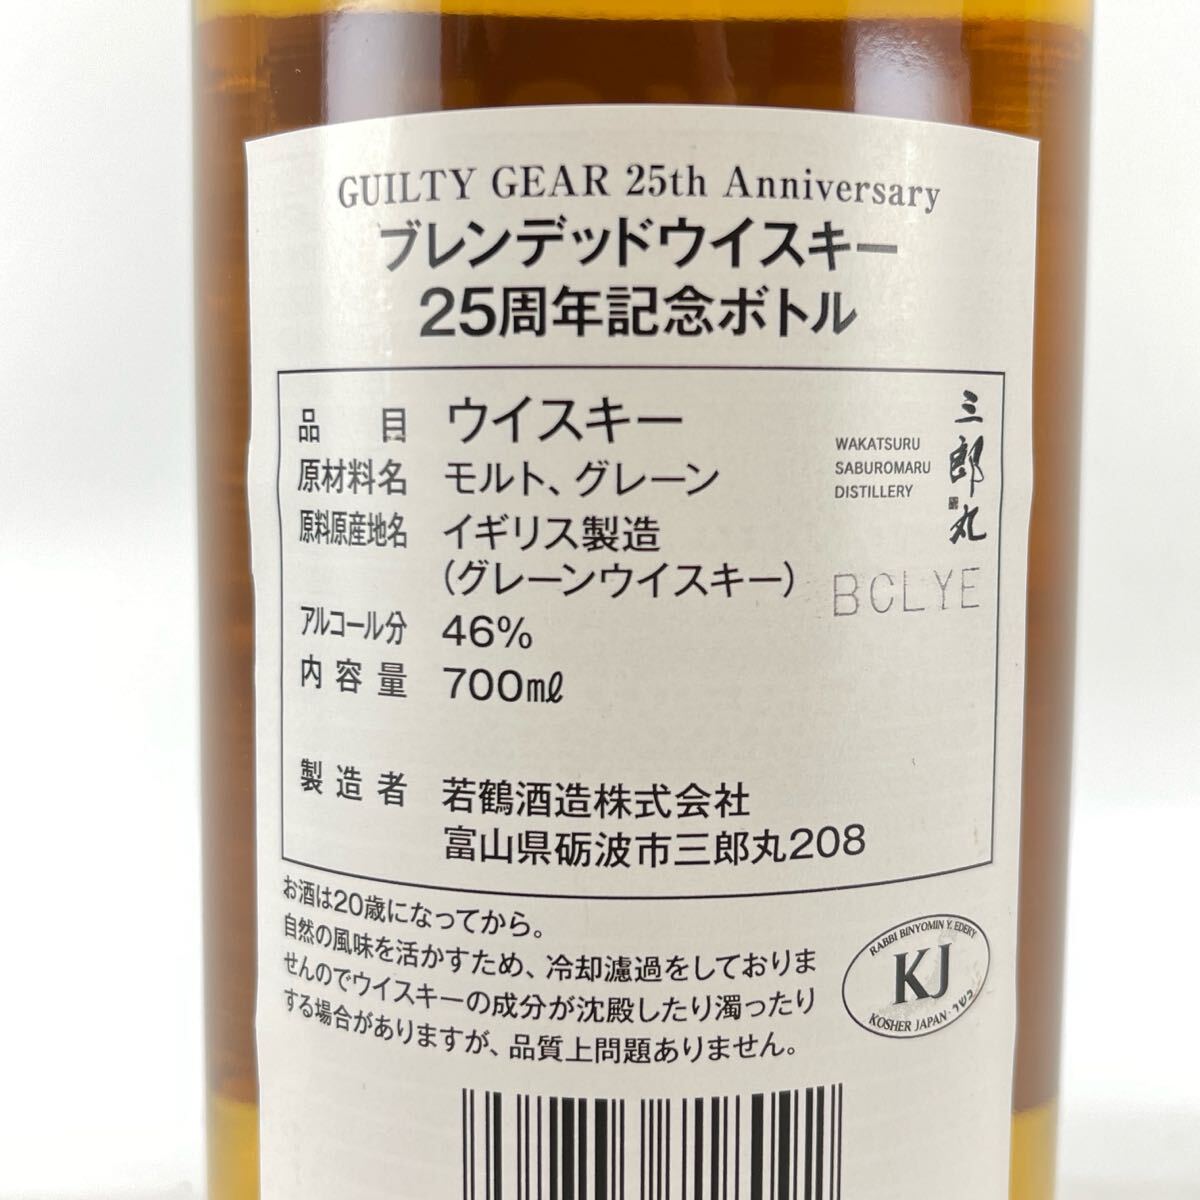 GUILTY GEAR 25th Anniversary
ブレンデッドウイスキー
25周年記念ボトル
品目 ウイスキー
原材料名 モルト、グレーン
原料原産地名 イギリス製造
(グレーンウイスキー)
アルコール分 46%
内容量 700mℓ
製造者 若鶴酒造株式会社
富山県砺波市三郎丸208
WAKATSURU
SABUROMARU
DISTILLERY
三郎丸
BCLYE
お酒は20歳になってから。
自然の風味を活かすため、冷却濾過をしておりま
せんのでウイスキーの成分が沈殿したり濁ったり
する場合がありますが、品質上問題ありません。
RABBI BINYOMIN Y. EDERY
KJ
KOSHER JAPAN · כשר